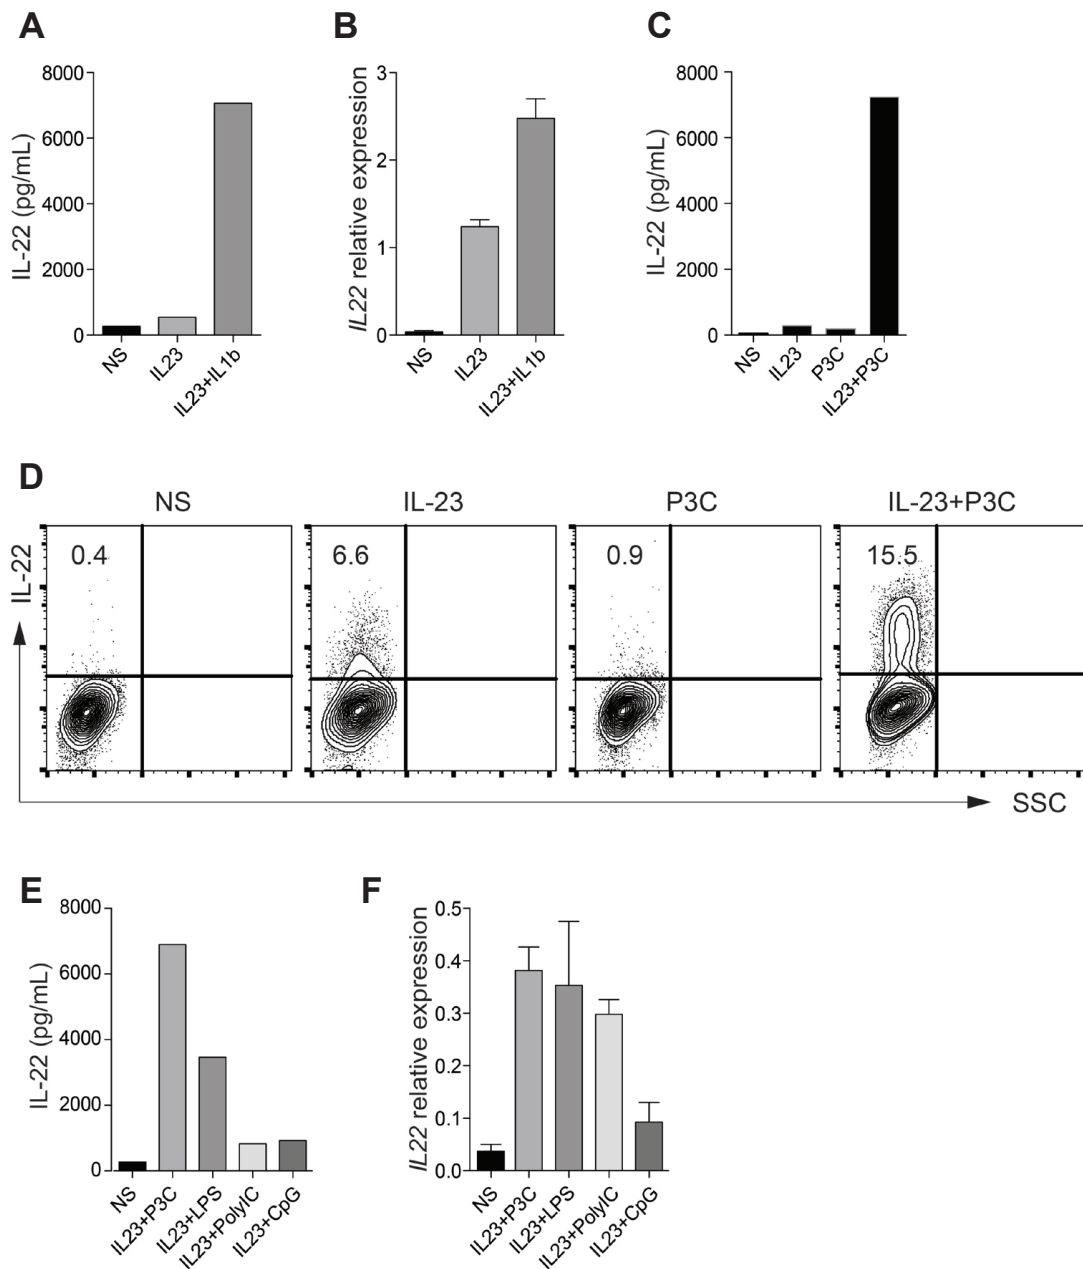 A
IL-22 (pg/mL)
8000
6000
4000
2000
0
NS
IL23
IL23+IL1b
B
IL22 relative expression
3
2
1
0
NS
IL23
IL23+IL1b
C
IL-22 (pg/mL)
8000
6000
4000
2000
0
NS
IL23
P3C
IL23+P3C
D
NS
IL-23
P3C
IL-23+P3C
IL-22
0.4
6.6
0.9
15.5
SSC
E
IL-22 (pg/mL)
8000
6000
4000
2000
0
NS
IL23+P3C
IL23+LPS
IL23+PolyIC
IL23+CpG
F
IL22 relative expression
0.5
0.4
0.3
0.2
0.1
0.0
NS
IL23+P3C
IL23+LPS
IL23+PolyIC
IL23+CpG